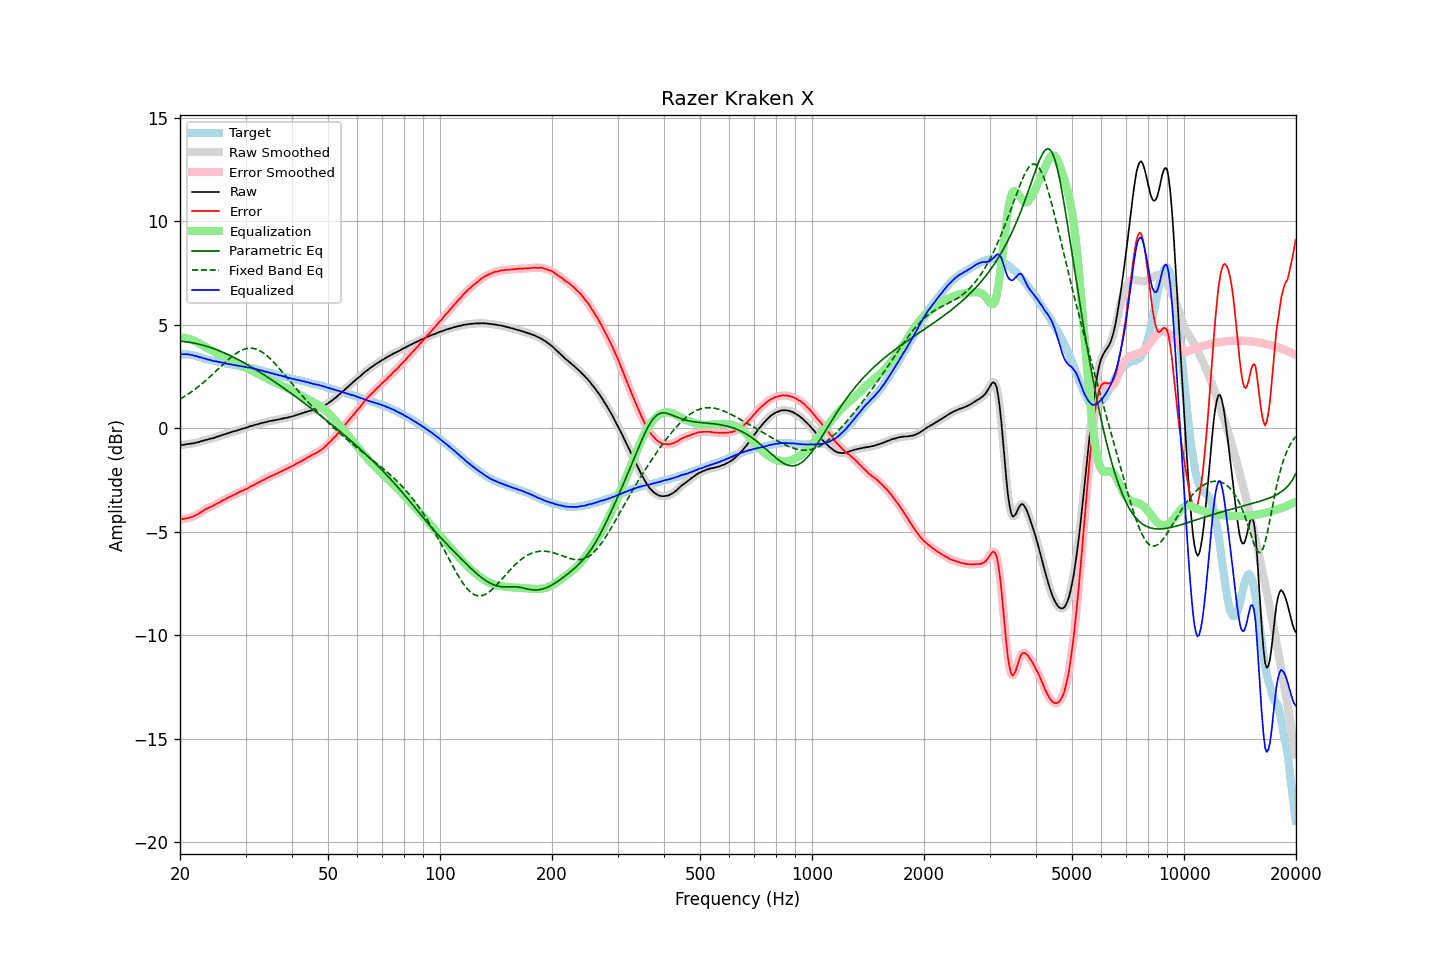 Razer Kraken X
Target
Raw Smoothed
Error Smoothed
Raw
Error
Equalization
Parametric Eq
Fixed Band Eq
Equalized
15
10
5
0
−5
−10
−15
−20
Amplitude (dBr)
20
50
100
200
500
1000
2000
5000
10000
20000
Frequency (Hz)